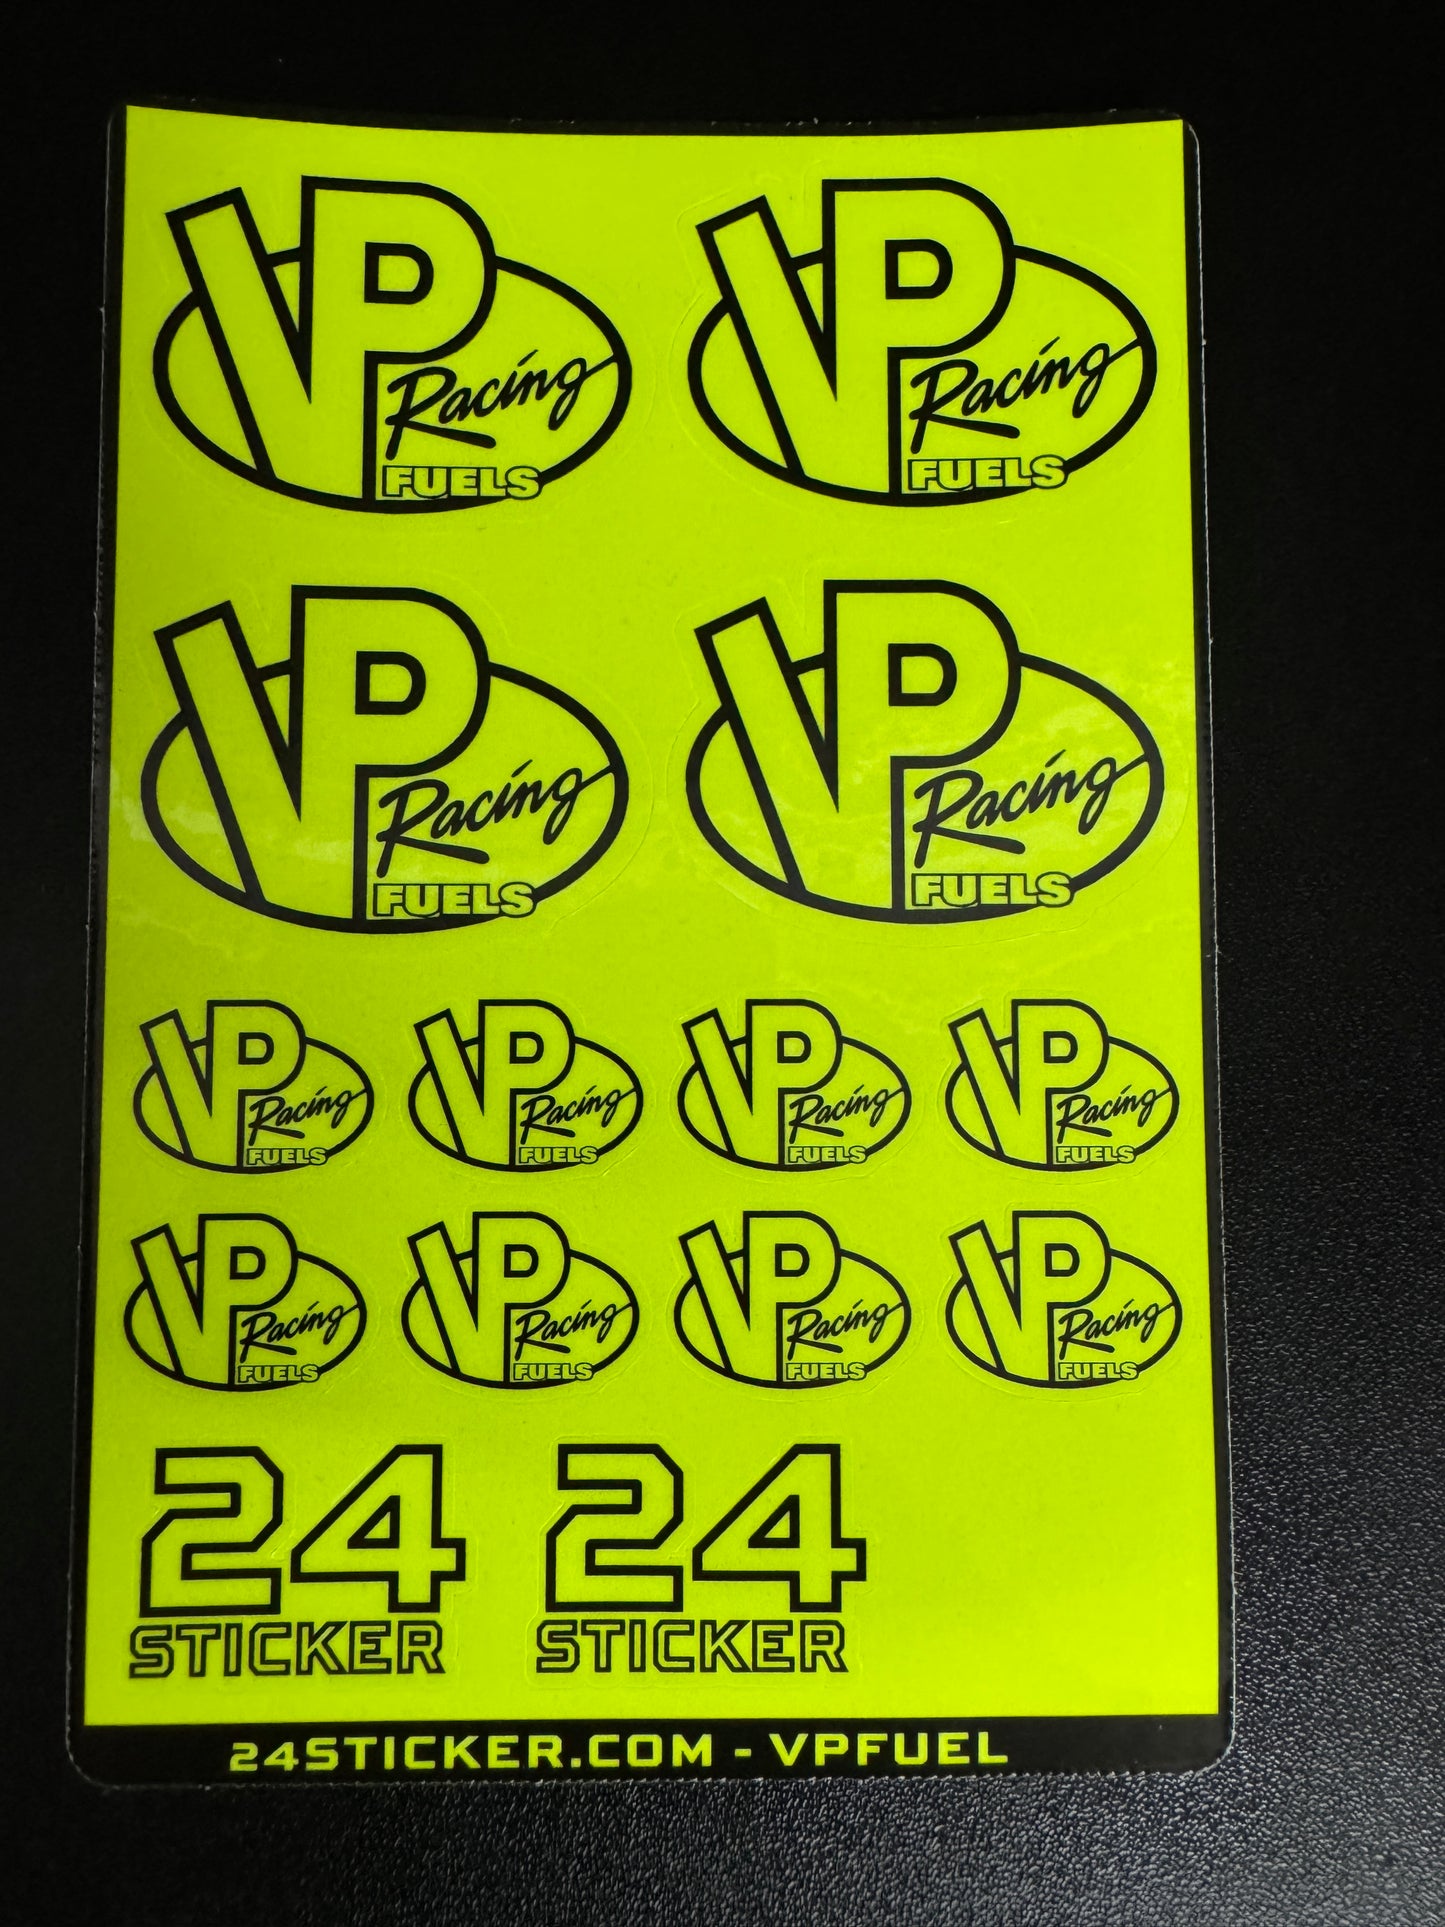 VP VP
Racing Racing
FUELS FUELS
VP VP
Racing Racing
FUELS FUELS
VP VP VP VP
Racing Racing Racing Racing
FUELS FUELS FUELS FUELS
VP VP VP VP
Racing Racing Racing Racing
FUELS FUELS FUELS FUELS
24 24
STICKER STICKER
24STICKER.COM - VPFUEL